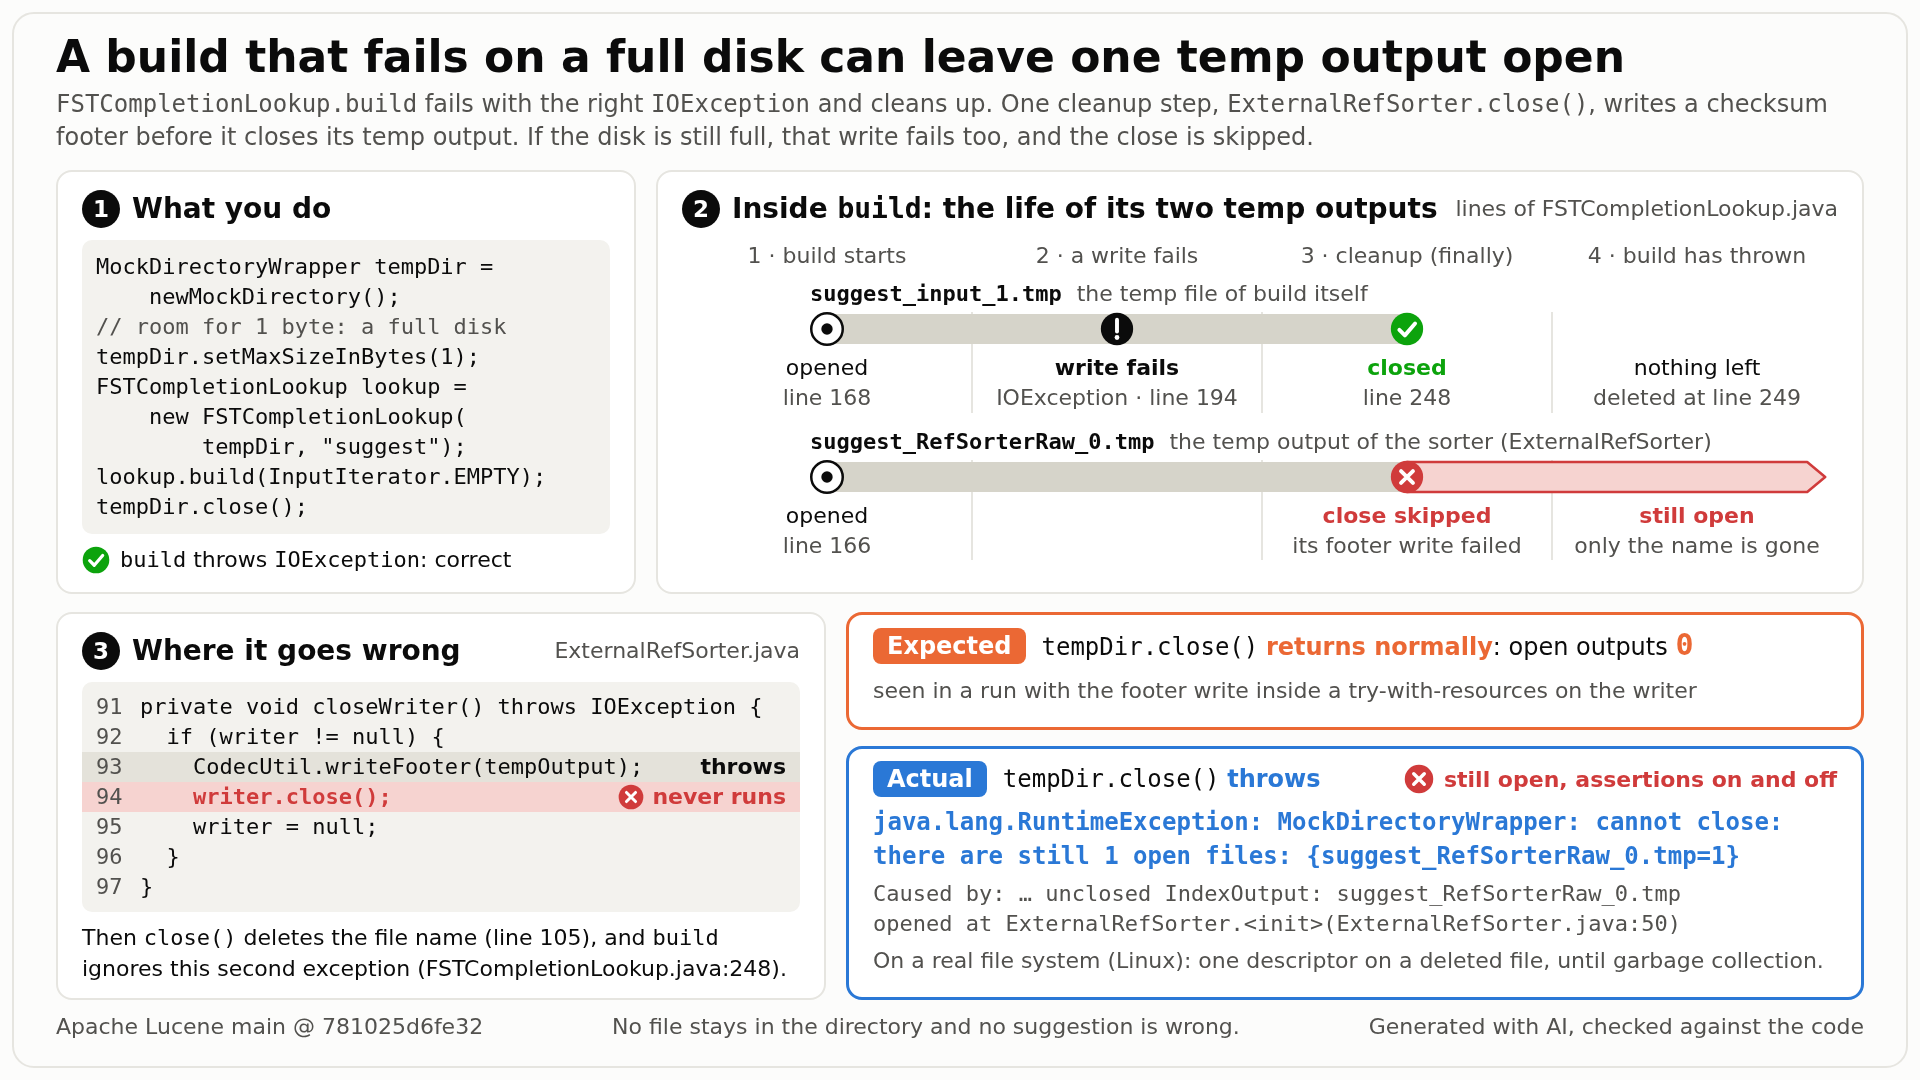 A build that fails on a full disk can leave one temp output open
FSTCompletionLookup.build fails with the right IOException and cleans up. One cleanup step, ExternalRefSorter.close(), writes a checksum
footer before it closes its temp output. If the disk is still full, that write fails too, and the close is skipped.
1 What you do
MockDirectoryWrapper tempDir =
    newMockDirectory();
// room for 1 byte: a full disk
tempDir.setMaxSizeInBytes(1);
FSTCompletionLookup lookup =
    new FSTCompletionLookup(
        tempDir, "suggest");
lookup.build(InputIterator.EMPTY);
tempDir.close();
build throws IOException: correct
2 Inside build: the life of its two temp outputs lines of FSTCompletionLookup.java
1 · build starts 2 · a write fails 3 · cleanup (finally) 4 · build has thrown
suggest_input_1.tmp the temp file of build itself
opened write fails closed nothing left
line 168 IOException · line 194 line 248 deleted at line 249
suggest_RefSorterRaw_0.tmp the temp output of the sorter (ExternalRefSorter)
opened close skipped still open
line 166 its footer write failed only the name is gone
3 Where it goes wrong ExternalRefSorter.java
91 private void closeWriter() throws IOException {
92   if (writer != null) {
93     CodecUtil.writeFooter(tempOutput); throws
94     writer.close(); never runs
95     writer = null;
96   }
97 }
Then close() deletes the file name (line 105), and build
ignores this second exception (FSTCompletionLookup.java:248).
Expected tempDir.close() returns normally: open outputs 0
seen in a run with the footer write inside a try-with-resources on the writer
Actual tempDir.close() throws still open, assertions on and off
java.lang.RuntimeException: MockDirectoryWrapper: cannot close:
there are still 1 open files: {suggest_RefSorterRaw_0.tmp=1}
Caused by: … unclosed IndexOutput: suggest_RefSorterRaw_0.tmp
opened at ExternalRefSorter.<init>(ExternalRefSorter.java:50)
On a real file system (Linux): one descriptor on a deleted file, until garbage collection.
Apache Lucene main @ 781025d6fe32 No file stays in the directory and no suggestion is wrong. Generated with AI, checked against the code